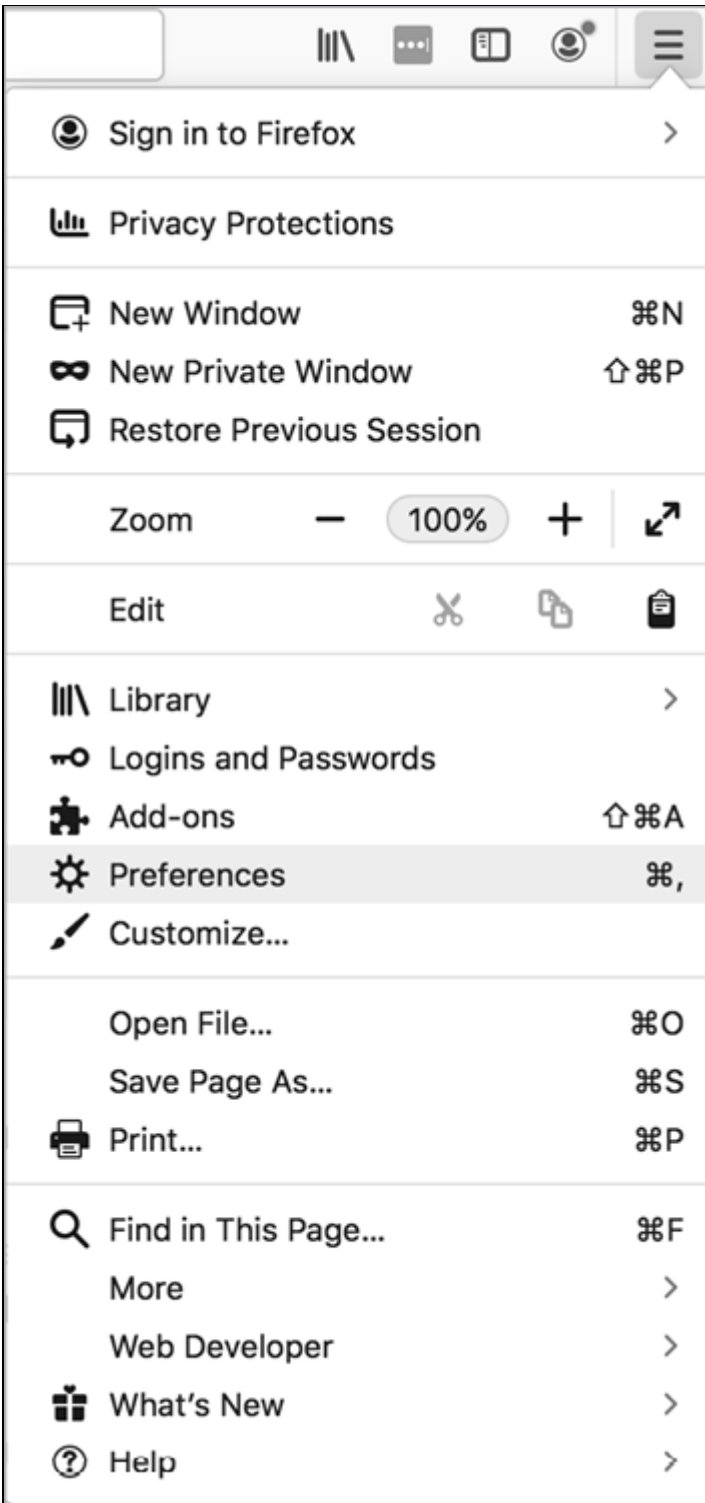 Sign in to Firefox
Privacy Protections
New Window ⌘N
New Private Window ⇧⌘P
Restore Previous Session
Zoom − 100% +
Edit
Library
Logins and Passwords
Add-ons ⇧⌘A
Preferences ⌘,
Customize...
Open File... ⌘O
Save Page As... ⌘S
Print... ⌘P
Find in This Page... ⌘F
More
Web Developer
What’s New
Help